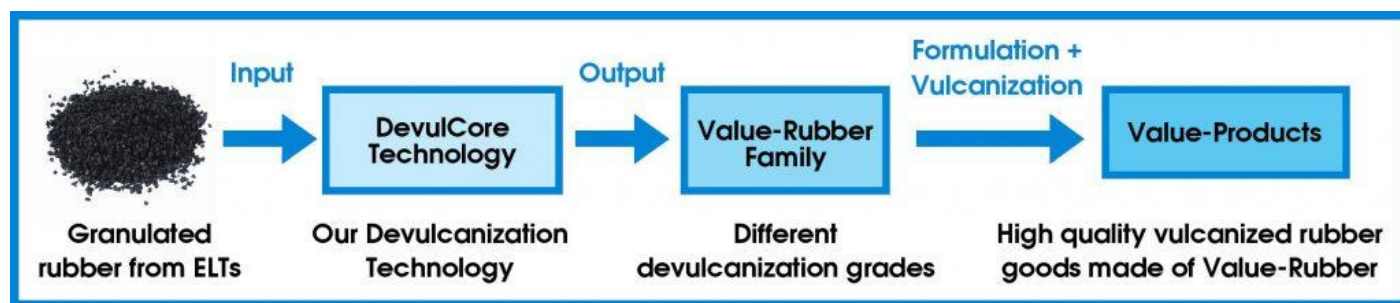 Input
Output
Formulation +
Vulcanization
DevulCore
Technology
Value-Rubber
Family
Value-Products
Granulated
rubber from ELTs
Our Devulcanization
Technology
Different
devulcanization grades
High quality vulcanized rubber
goods made of Value-Rubber